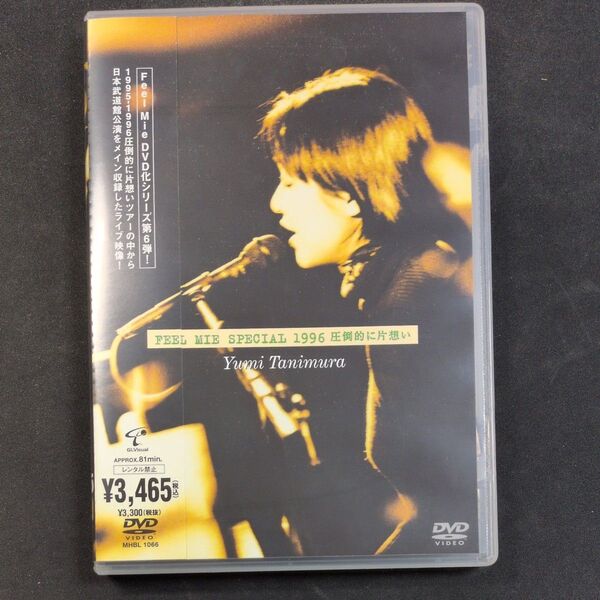 Feel Mie DVD化シリーズ第6弾!
1995-1996圧倒的に片想いツアーの中から
日本武道館公演をメイン収録したライブ映像!
FEEL MIE SPECIAL 1996 圧倒的に片想い
Yumi Tanimura
GI.Visual
APPROX.81min.
レンタル禁止
¥3,465(税込)
¥3,300(税抜)
DVD
VIDEO
MHBL 1066
DVD
VIDEO